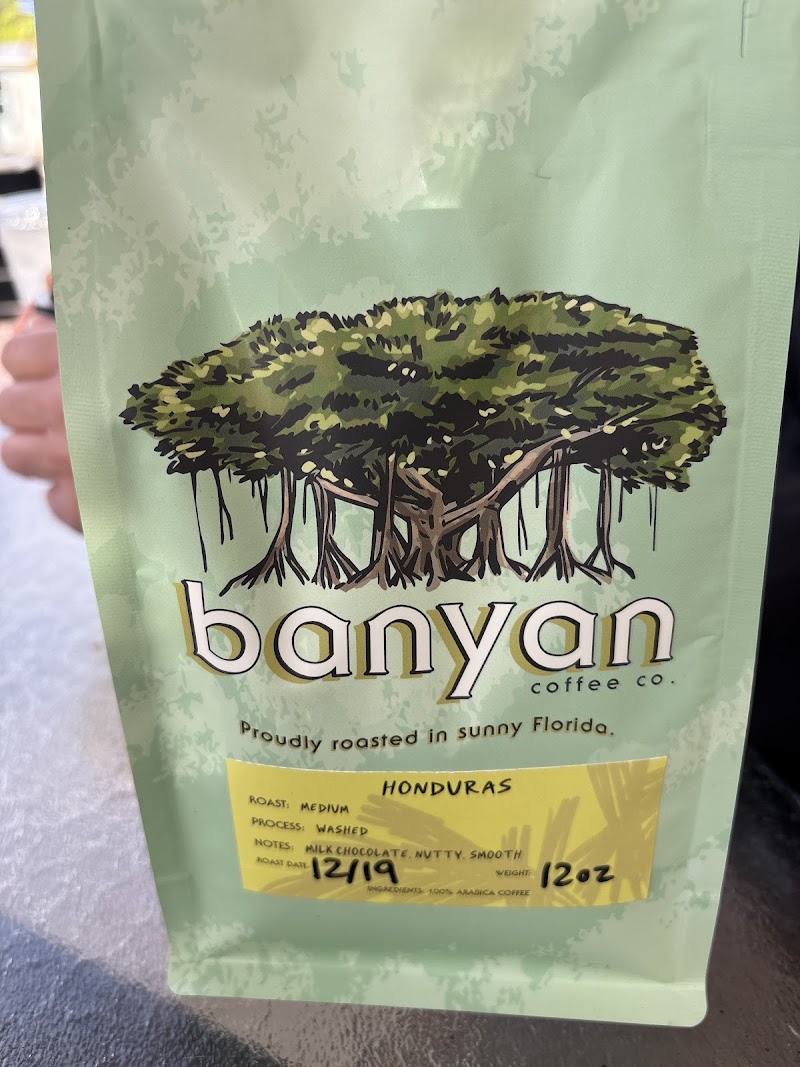 banyan
coffee co.
Proudly roasted in sunny Florida.
HONDURAS
ROAST: MEDIUM
PROCESS: WASHED
NOTES: MILK CHOCOLATE, NUTTY, SMOOTH
ROAST DATE: 12/19 WEIGHT: 12oz
INGREDIENTS: 100% ARABICA COFFEE